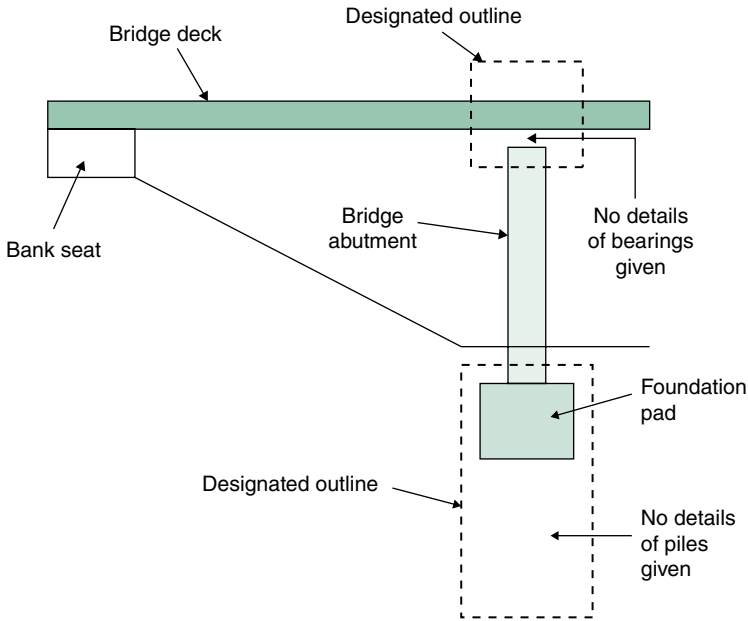 Designated outline
Bridge deck
Bank seat
Bridge
abutment
No details
of bearings
given
Foundation
pad
Designated outline
No details
of piles
given